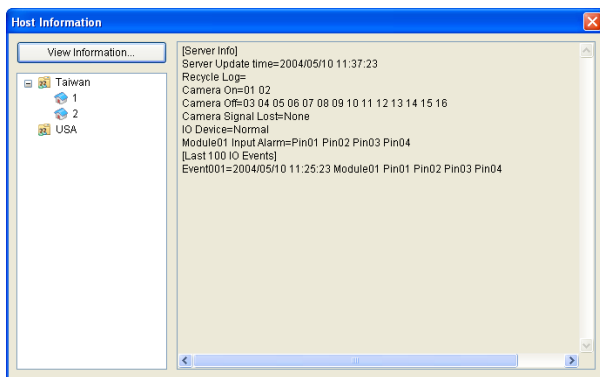 Host Information
View Information...
Taiwan
1
2
USA
[Server Info]
Server Update time=2004/05/10 11:37:23
Recycle Log=
Camera On=01 02
Camera Off=03 04 05 06 07 08 09 10 11 12 13 14 15 16
Camera Signal Lost=None
IO Device=Normal
Module01 Input Alarm=Pin01 Pin02 Pin03 Pin04
[Last 100 IO Events]
Event001=2004/05/10 11:25:23 Module01 Pin01 Pin02 Pin03 Pin04